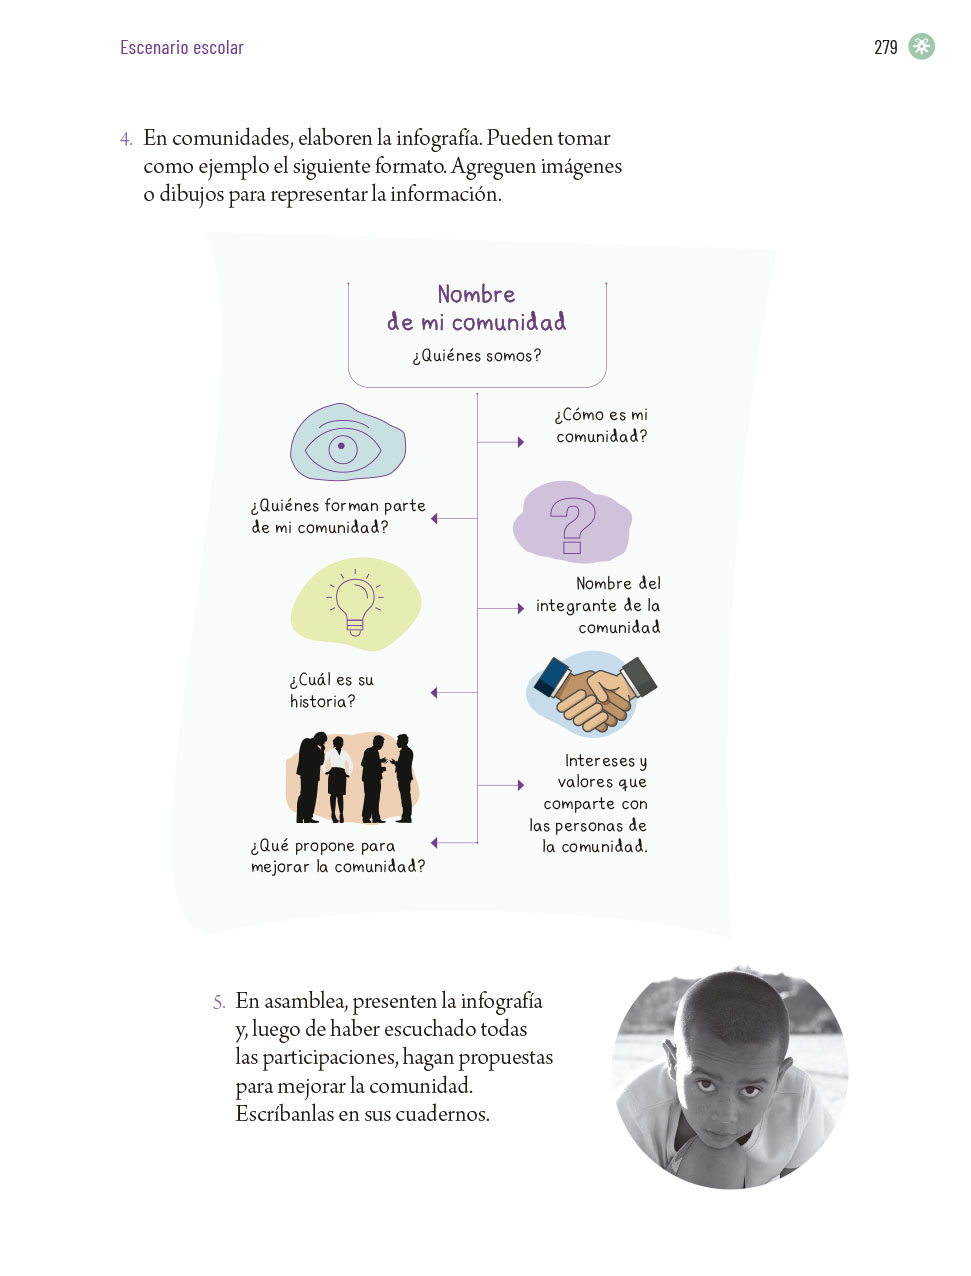 Escenario escolar
279
4. En comunidades, elaboren la infografía. Pueden tomar
como ejemplo el siguiente formato. Agreguen imágenes
o dibujos para representar la información.
Nombre
de mi comunidad
¿Quiénes somos?
¿Cómo es mi
comunidad?
¿Quiénes forman parte
de mi comunidad?
?
Nombre del
integrante de la
comunidad
¿Cuál es su
historia?
Intereses y
valores que
comparte con
las personas de
la comunidad.
¿Qué propone para
mejorar la comunidad?
5. En asamblea, presenten la infografía
y, luego de haber escuchado todas
las participaciones, hagan propuestas
para mejorar la comunidad.
Escríbanlas en sus cuadernos.